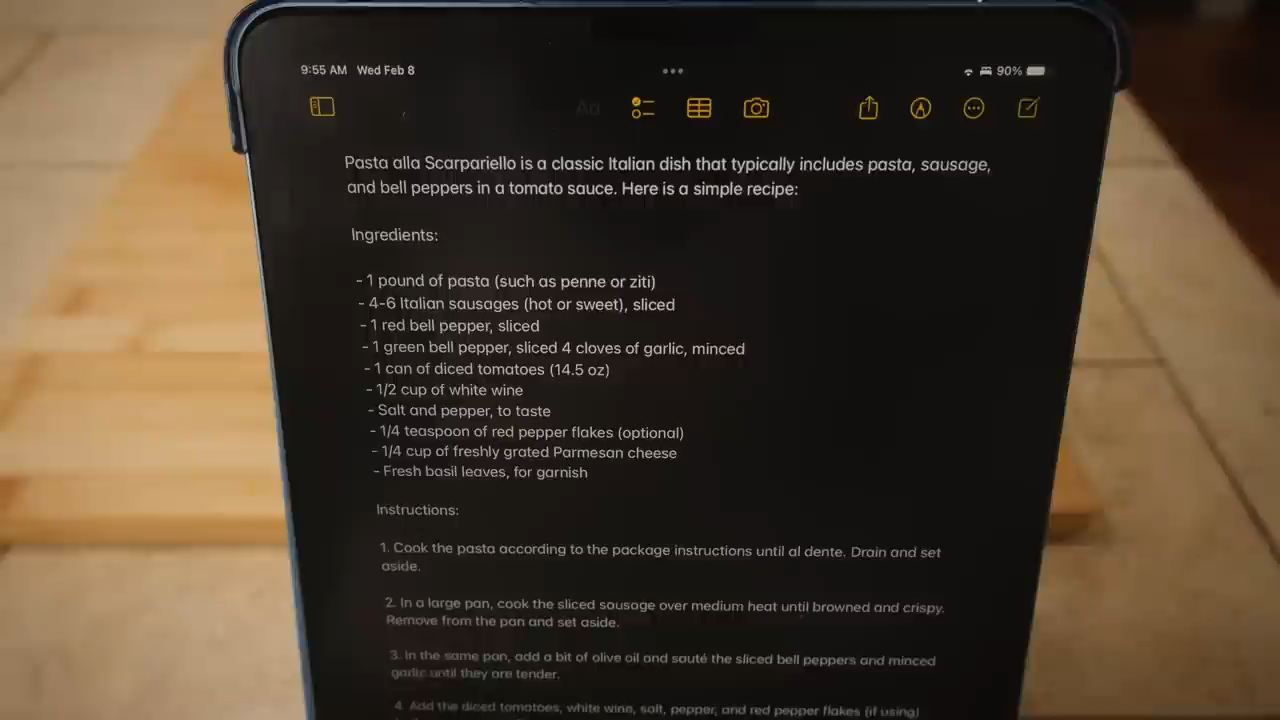 9:55 AM Wed Feb 8
90%
Aa
Pasta alla Scarpariello is a classic Italian dish that typically includes pasta, sausage,
and bell peppers in a tomato sauce. Here is a simple recipe:
Ingredients:
- 1 pound of pasta (such as penne or ziti)
- 4-6 Italian sausages (hot or sweet), sliced
- 1 red bell pepper, sliced
- 1 green bell pepper, sliced 4 cloves of garlic, minced
- 1 can of diced tomatoes (14.5 oz)
- 1/2 cup of white wine
- Salt and pepper, to taste
- 1/4 teaspoon of red pepper flakes (optional)
- 1/4 cup of freshly grated Parmesan cheese
- Fresh basil leaves, for garnish
Instructions:
1. Cook the pasta according to the package instructions until al dente. Drain and set
aside.
2. In a large pan, cook the sliced sausage over medium heat until browned and crispy.
Remove from the pan and set aside.
3. In the same pan, add a bit of olive oil and sauté the sliced bell peppers and minced
garlic until they are tender.
4. Add the diced tomatoes, white wine, salt, pepper, and red pepper flakes (if using)